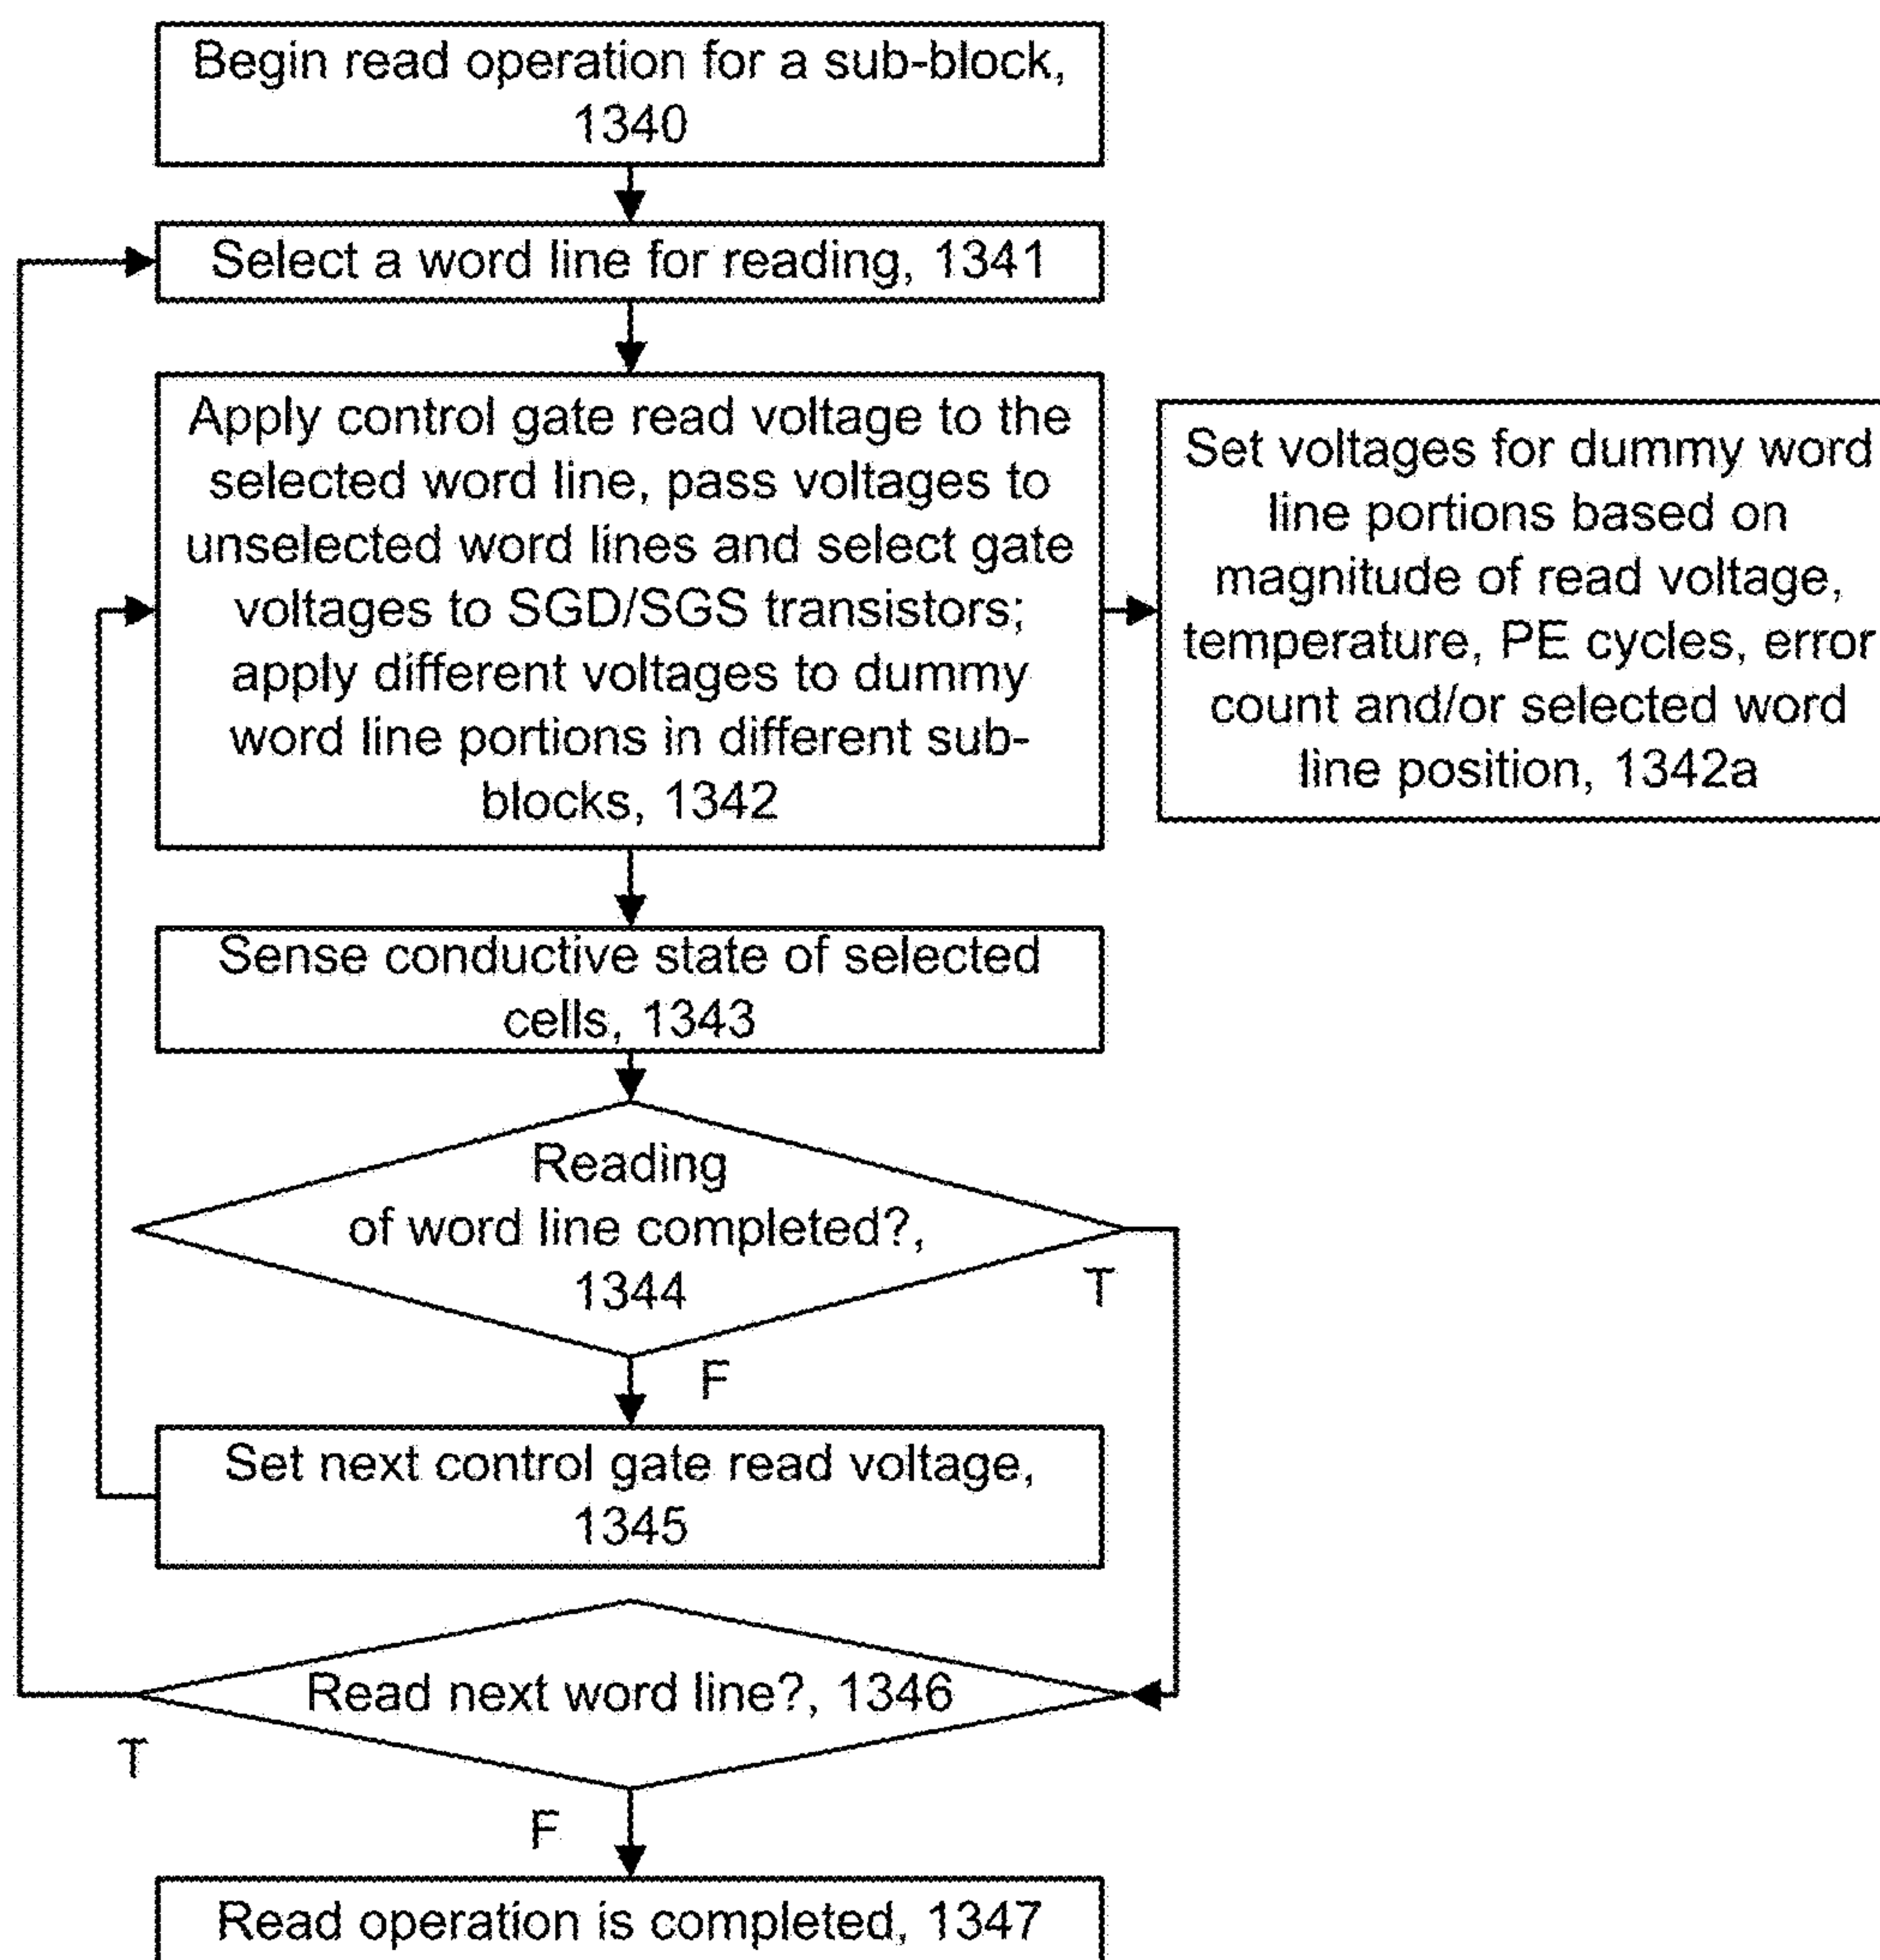 Begin read operation for a sub-block,
1340
Select a word line for reading, 1341
Apply control gate read voltage to the
selected word line, pass voltages to
unselected word lines and select gate
voltages to SGD/SGS transistors;
apply different voltages to dummy
word line portions in different sub-
blocks, 1342
Set voltages for dummy word
line portions based on
magnitude of read voltage,
temperature, PE cycles, error
count and/or selected word
line position, 1342a
Sense conductive state of selected
cells, 1343
Reading
of word line completed?,
1344
T
F
Set next control gate read voltage,
1345
Read next word line?, 1346
T
F
Read operation is completed, 1347